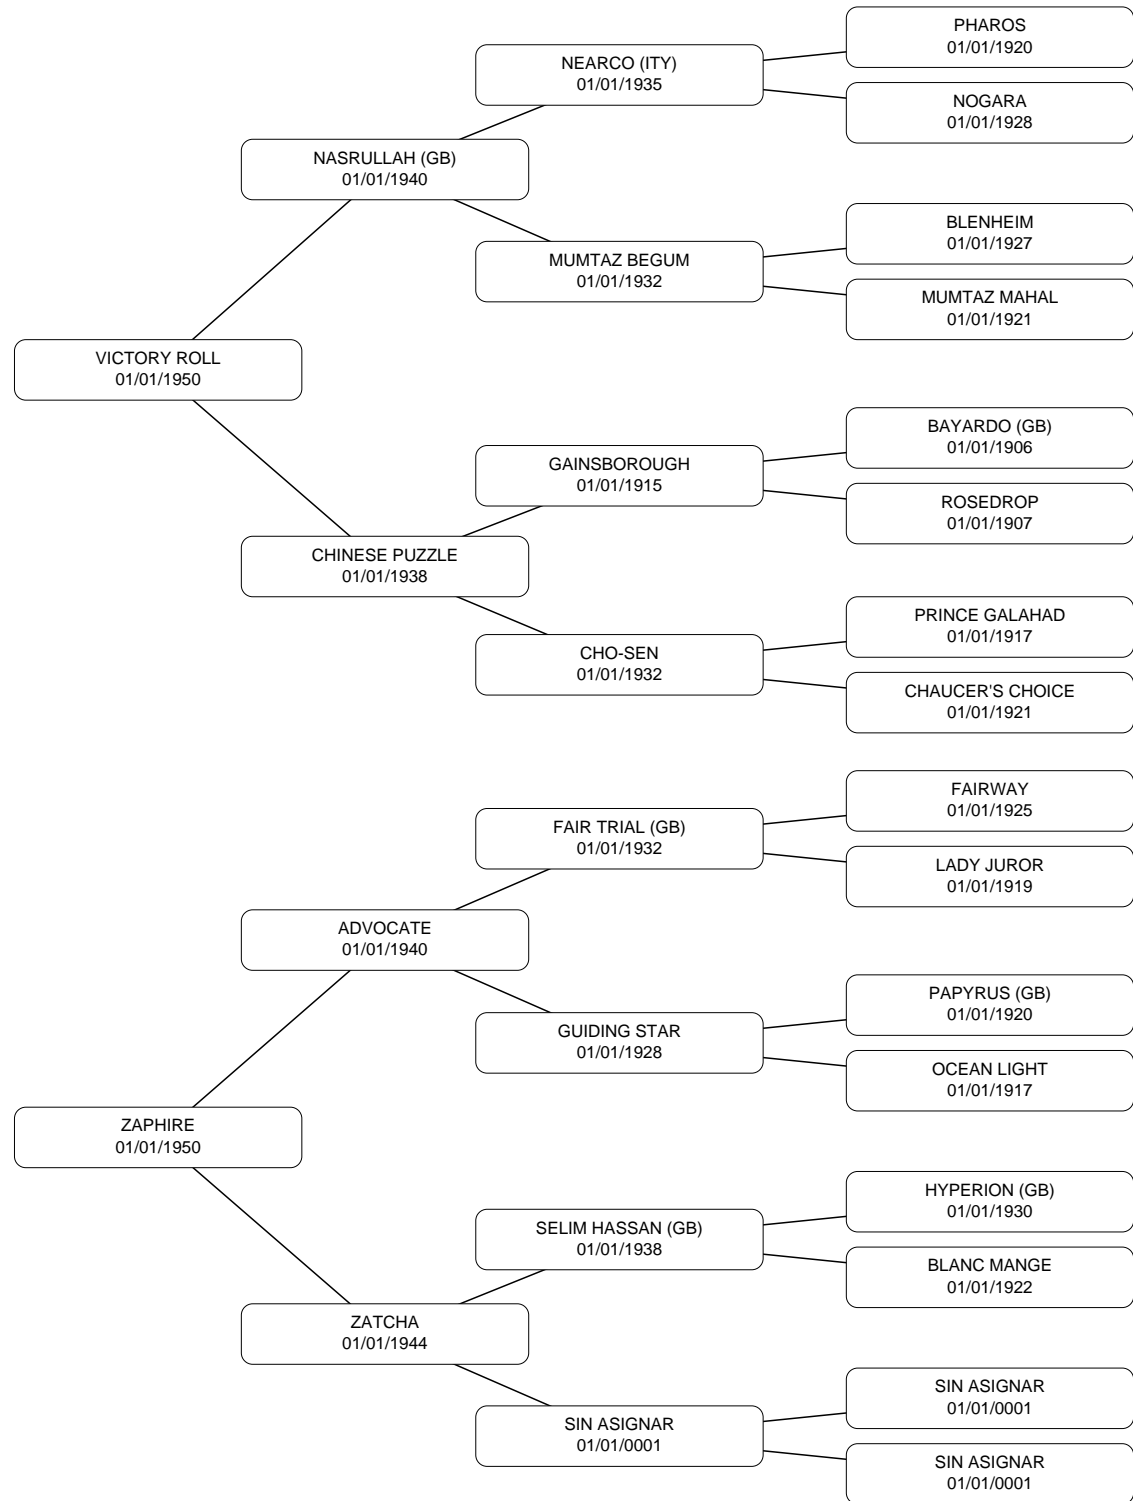 PHAROS
01/01/1920
NEARCO (ITY)
01/01/1935
NOGARA
01/01/1928
NASRULLAH (GB)
01/01/1940
BLENHEIM
01/01/1927
MUMTAZ BEGUM
01/01/1932
MUMTAZ MAHAL
01/01/1921
VICTORY ROLL
01/01/1950
BAYARDO (GB)
01/01/1906
GAINSBOROUGH
01/01/1915
ROSEDROP
01/01/1907
CHINESE PUZZLE
01/01/1938
PRINCE GALAHAD
01/01/1917
CHO-SEN
01/01/1932
CHAUCER'S CHOICE
01/01/1921
FAIRWAY
01/01/1925
FAIR TRIAL (GB)
01/01/1932
LADY JUROR
01/01/1919
ADVOCATE
01/01/1940
PAPYRUS (GB)
01/01/1920
GUIDING STAR
01/01/1928
OCEAN LIGHT
01/01/1917
ZAPHIRE
01/01/1950
HYPERION (GB)
01/01/1930
SELIM HASSAN (GB)
01/01/1938
BLANC MANGE
01/01/1922
ZATCHA
01/01/1944
SIN ASIGNAR
01/01/0001
SIN ASIGNAR
01/01/0001
SIN ASIGNAR
01/01/0001